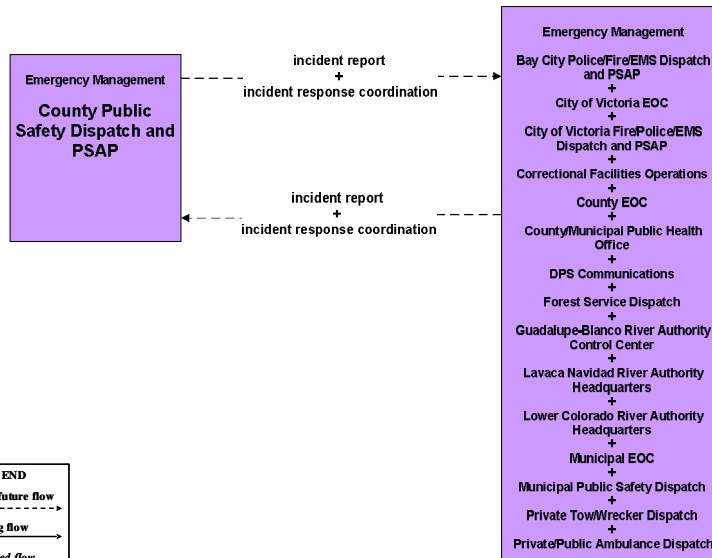 Emergency Management
County Public
Safety Dispatch and
PSAP
incident report
+
incident response coordination
incident report
+
incident response coordination
Emergency Management
Bay City Police/Fire/EMS Dispatch
and PSAP
+
City of Victoria EOC
+
City of Victoria Fire/Police/EMS
Dispatch and PSAP
+
Correctional Facilities Operations
+
County EOC
+
County/Municipal Public Health
Office
+
DPS Communications
+
Forest Service Dispatch
+
Guadalupe-Blanco River Authority
Control Center
+
Lavaca Navidad River Authority
Headquarters
+
Lower Colorado River Authority
Headquarters
+
Municipal EOC
+
Municipal Public Safety Dispatch
+
Private Tow/Wrecker Dispatch
+
Private/Public Ambulance Dispatch
END
future flow
g flow
ed flow